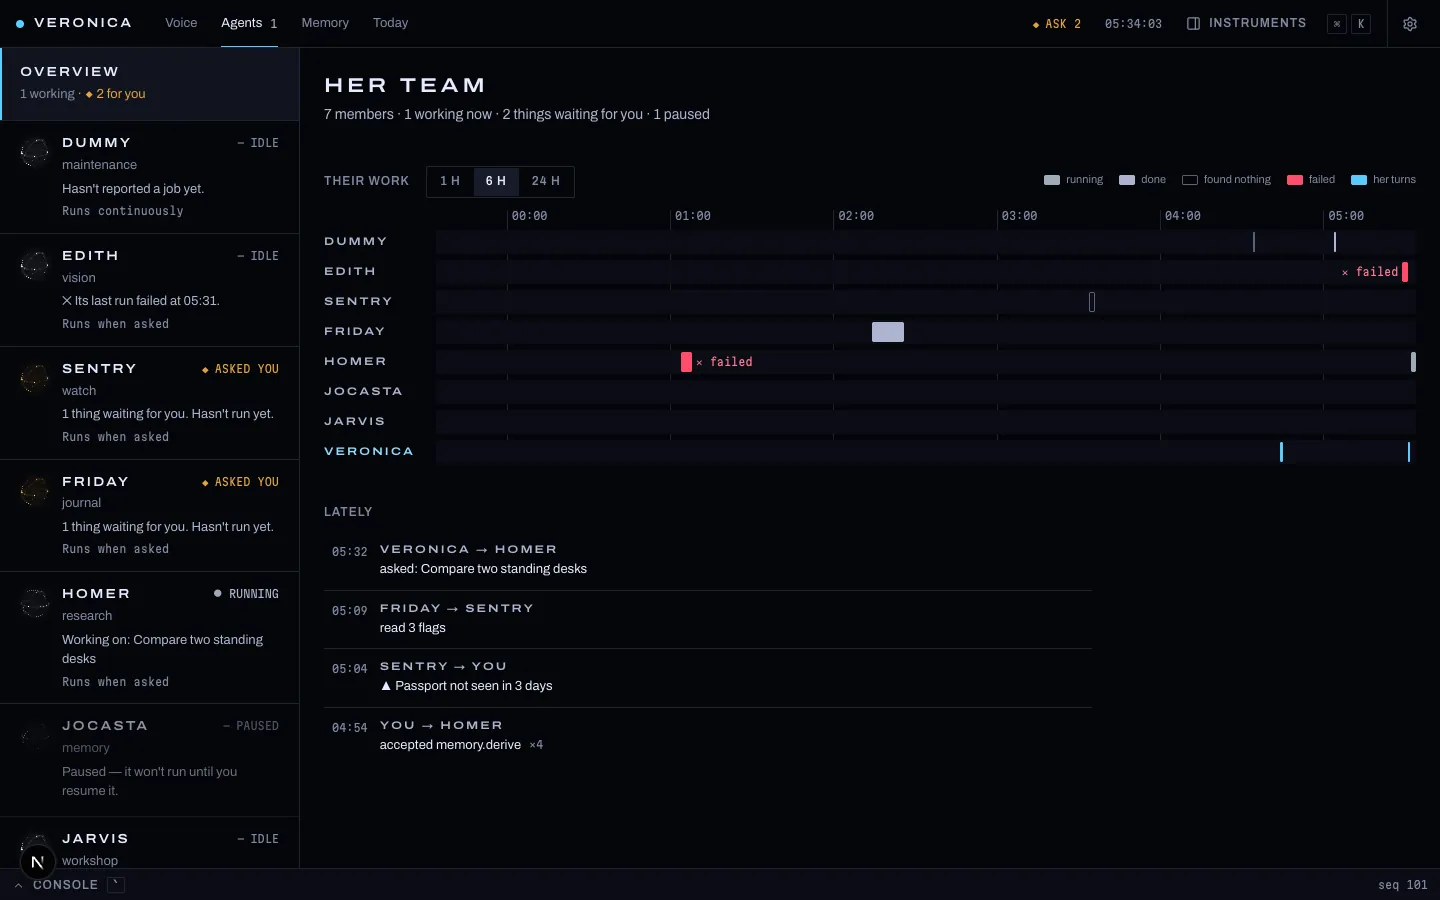 VERONICA Voice Agents 1 Memory Today ◆ ASK 2 05:34:03 INSTRUMENTS ⌘ K
OVERVIEW
1 working · ◆ 2 for you
DUMMY — IDLE
maintenance
Hasn't reported a job yet.
Runs continuously
EDITH — IDLE
vision
✕ Its last run failed at 05:31.
Runs when asked
SENTRY ◆ ASKED YOU
watch
1 thing waiting for you. Hasn't run yet.
Runs when asked
FRIDAY ◆ ASKED YOU
journal
1 thing waiting for you. Hasn't run yet.
Runs when asked
HOMER ● RUNNING
research
Working on: Compare two standing
desks
Runs when asked
JOCASTA — PAUSED
memory
Paused — it won't run until you
resume it.
JARVIS — IDLE
workshop
N
HER TEAM
7 members · 1 working now · 2 things waiting for you · 1 paused
THEIR WORK 1 H 6 H 24 H running done found nothing failed her turns
00:00 01:00 02:00 03:00 04:00 05:00
DUMMY
EDITH × failed
SENTRY
FRIDAY
HOMER × failed
JOCASTA
JARVIS
VERONICA
LATELY
05:32 VERONICA → HOMER
asked: Compare two standing desks
05:09 FRIDAY → SENTRY
read 3 flags
05:04 SENTRY → YOU
▲ Passport not seen in 3 days
04:54 YOU → HOMER
accepted memory.derive ×4
CONSOLE ` seq 101